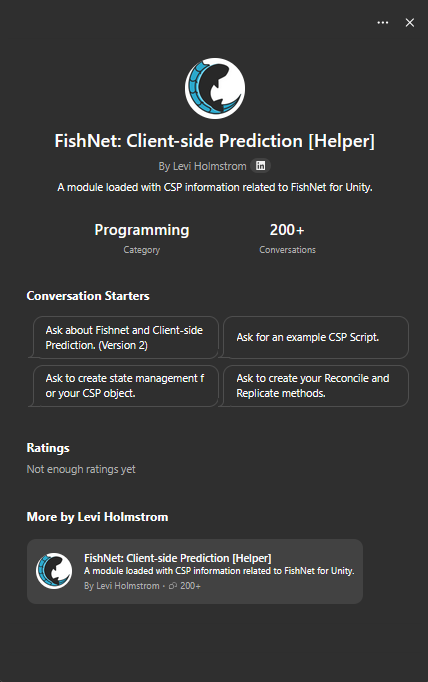 FishNet: Client-side Prediction [Helper]
By Levi Holmstrom
A module loaded with CSP information related to FishNet for Unity.
Programming
Category
200+
Conversations
Conversation Starters
Ask about Fishnet and Client-side
Prediction. (Version 2)
Ask for an example CSP Script.
Ask to create state management f
or your CSP object.
Ask to create your Reconcile and
Replicate methods.
Ratings
Not enough ratings yet
More by Levi Holmstrom
FishNet: Client-side Prediction [Helper]
A module loaded with CSP information related to FishNet for Unity.
By Levi Holmstrom • 200+